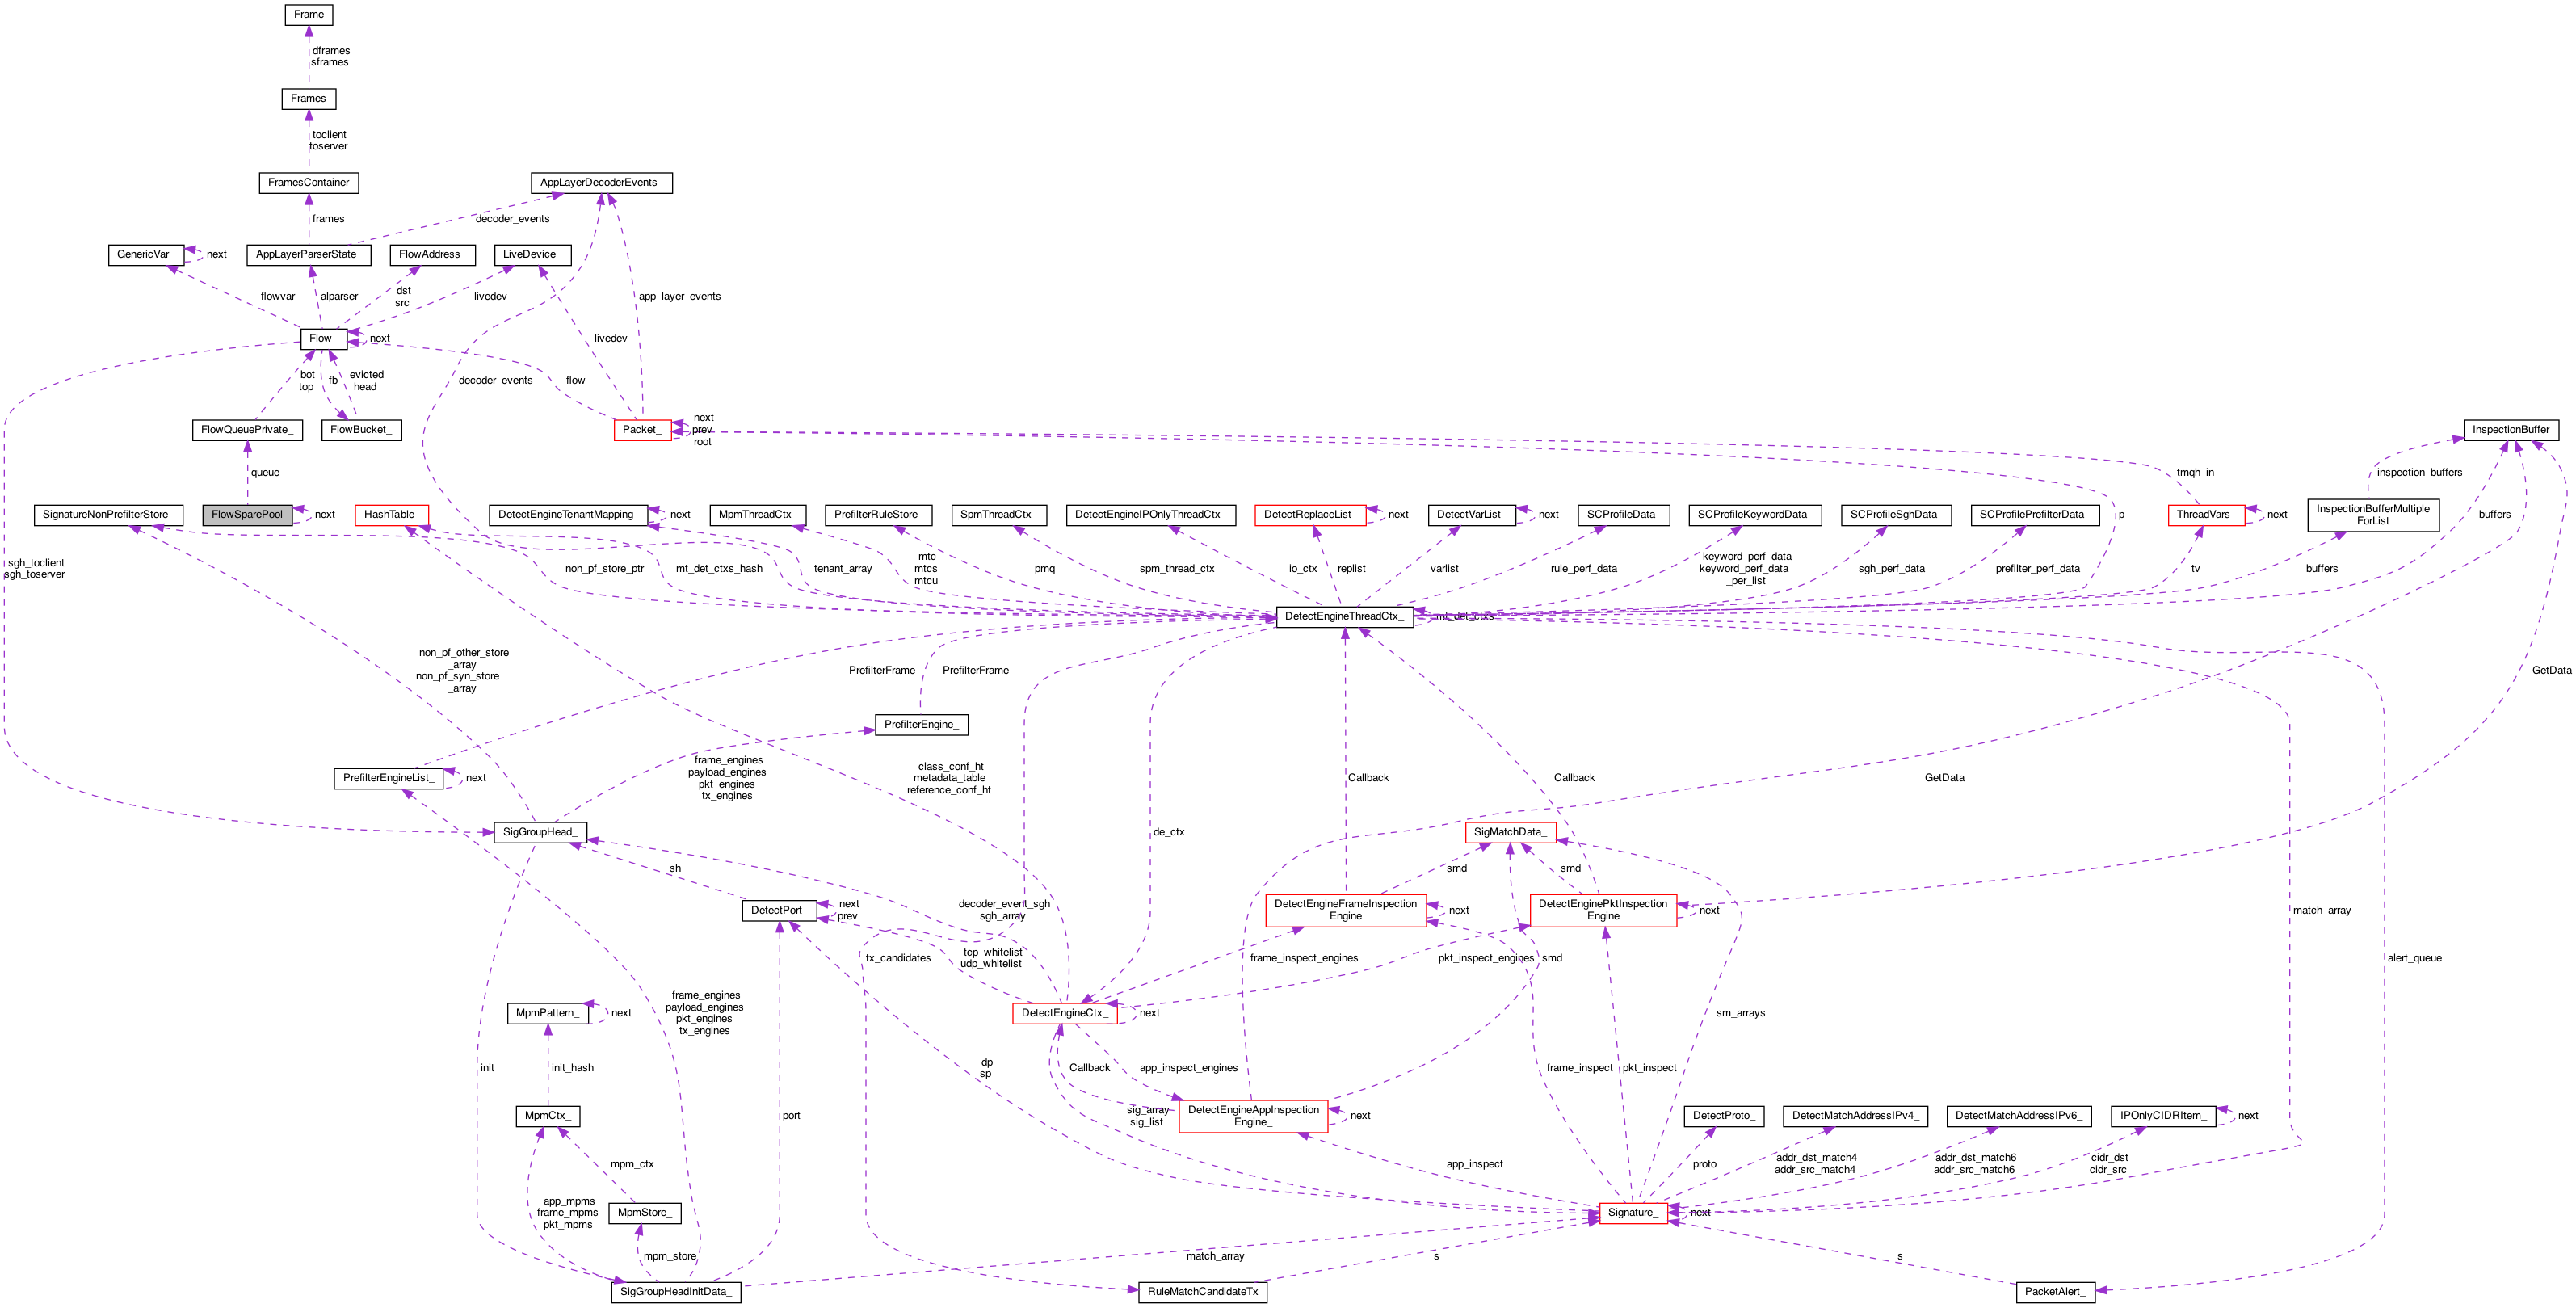 Frame
dframes
sframes
Frames
toclient
toserver
FramesContainer
AppLayerDecoderEvents_
frames
decoder_events
GenericVar_
next
AppLayerParserState_
FlowAddress_
LiveDevice_
flowvar
alparser
dst
src
livedev
app_layer_events
Flow_
next
livedev
bot
top
fb
evicted
head
decoder_events
flow
FlowQueuePrivate_
FlowBucket_
Packet_
next
prev
root
InspectionBuffer
queue
tmqh_in
inspection_buffers
SignatureNonPrefilterStore_
FlowSparePool
next
HashTable_
DetectEngineTenantMapping_
next
MpmThreadCtx_
PrefilterRuleStore_
SpmThreadCtx_
DetectEngineIPOnlyThreadCtx_
DetectReplaceList_
next
DetectVarList_
next
SCProfileData_
SCProfileKeywordData_
SCProfileSghData_
SCProfilePrefilterData_
p
ThreadVars_
next
InspectionBufferMultiple
ForList
buffers
sgh_toclient
sgh_toserver
non_pf_store_ptr
mt_det_ctxs_hash
tenant_array
mtc
mtcs
mtcu
pmq
spm_thread_ctx
io_ctx
replist
varlist
rule_perf_data
keyword_perf_data
keyword_perf_data
_per_list
sgh_perf_data
prefilter_perf_data
tv
buffers
DetectEngineThreadCtx_
mt_det_ctxs
non_pf_other_store
_array
non_pf_syn_store
_array
PrefilterFrame
PrefilterFrame
GetData
PrefilterEngine_
PrefilterEngineList_
next
frame_engines
payload_engines
pkt_engines
tx_engines
class_conf_ht
metadata_table
reference_conf_ht
Callback
Callback
GetData
SigGroupHead_
de_ctx
SigMatchData_
sh
smd
smd
DetectPort_
next
prev
decoder_event_sgh
sgh_array
DetectEngineFrameInspection
Engine
next
DetectEnginePktInspection
Engine
next
match_array
tx_candidates
tcp_whitelist
udp_whitelist
frame_inspect_engines
pkt_inspect_engines
smd
alert_queue
MpmPattern_
next
frame_engines
payload_engines
pkt_engines
tx_engines
DetectEngineCtx_
next
sm_arrays
init
init_hash
dp
sp
Callback
app_inspect_engines
frame_inspect
pkt_inspect
MpmCtx_
port
sig_array
sig_list
DetectEngineAppInspection
Engine_
next
DetectProto_
DetectMatchAddressIPv4_
DetectMatchAddressIPv6_
IPOnlyCIDRItem_
next
mpm_ctx
app_inspect
proto
addr_dst_match4
addr_src_match4
addr_dst_match6
addr_src_match6
cidr_dst
cidr_src
app_mpms
frame_mpms
pkt_mpms
MpmStore_
Signature_
next
mpm_store
match_array
s
s
SigGroupHeadInitData_
RuleMatchCandidateTx
PacketAlert_